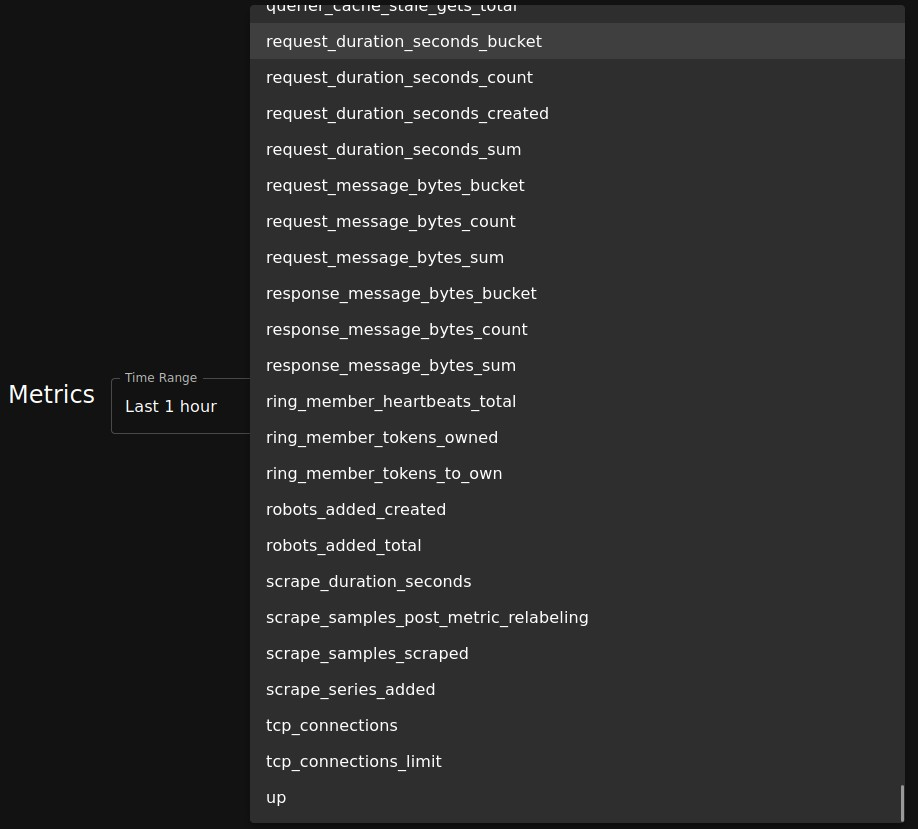 querier_cache_stale_gets_total
request_duration_seconds_bucket
request_duration_seconds_count
request_duration_seconds_created
request_duration_seconds_sum
request_message_bytes_bucket
request_message_bytes_count
request_message_bytes_sum
response_message_bytes_bucket
response_message_bytes_count
response_message_bytes_sum
ring_member_heartbeats_total
ring_member_tokens_owned
ring_member_tokens_to_own
robots_added_created
robots_added_total
scrape_duration_seconds
scrape_samples_post_metric_relabeling
scrape_samples_scraped
scrape_series_added
tcp_connections
tcp_connections_limit
up
Metrics
Time Range
Last 1 hour